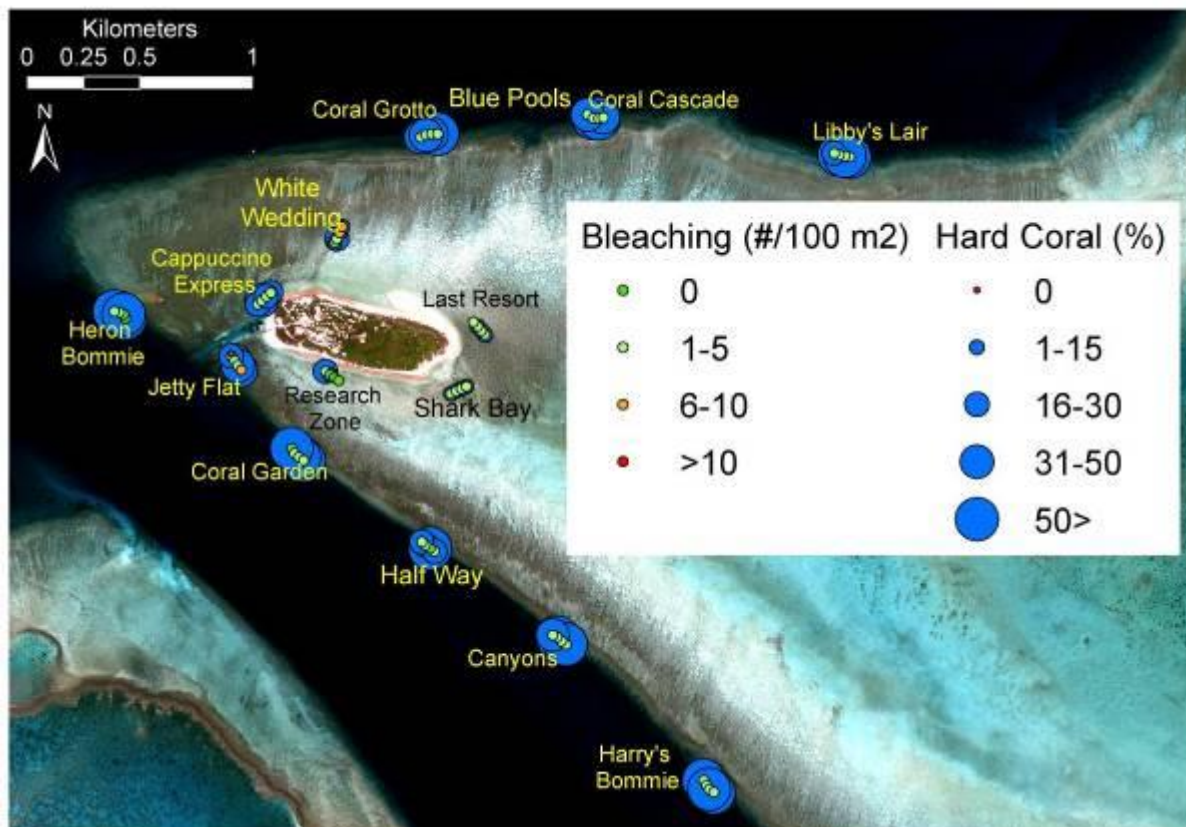 Kilometers
0 0.25 0.5 1
N
Coral Grotto
Blue Pools
Coral Cascade
Libby's Lair
White
Wedding
Cappuccino
Express
Last Resort
Heron
Bommie
Jetty Flat
Research
Zone
Shark Bay
Coral Garden
Half Way
Canyons
Harry's
Bommie
Bleaching (#/100 m2) Hard Coral (%)
0 0
1-5 1-15
6-10 16-30
>10 31-50
50>